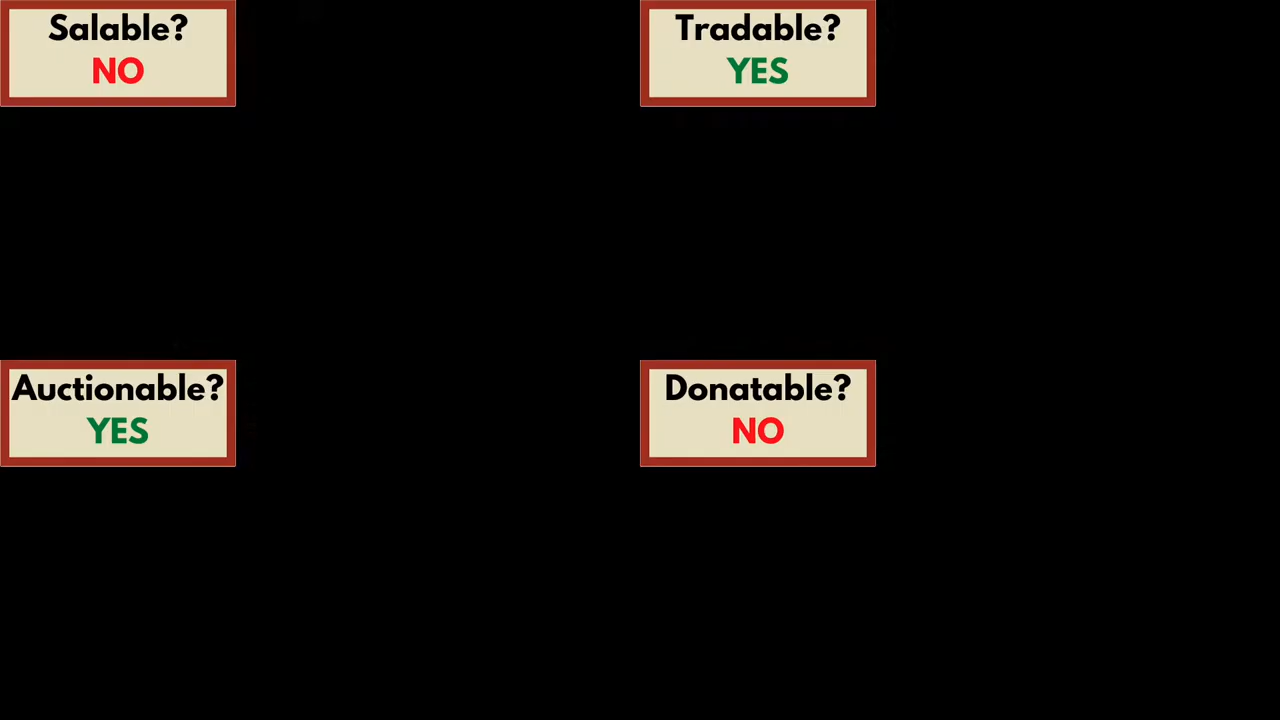 Salable?
NO
Tradable?
YES
Auctionable?
YES
Donatable?
NO